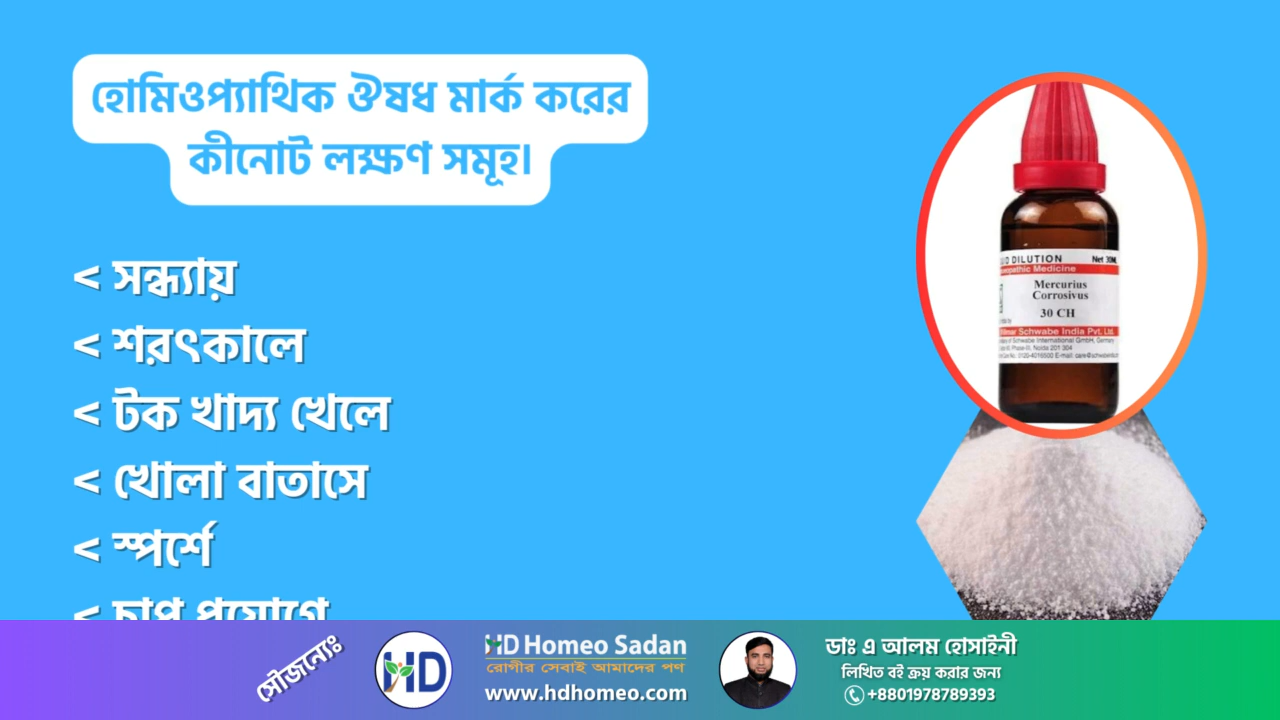 হোমিওপ্যাথিক ঔষধ মার্ক করের
কীনোট লক্ষণ সমূহ।
< সন্ধ্যায়
< শরৎকালে
< টক খাদ্য খেলে
< খোলা বাতাসে
< স্পর্শে
< চাপ প্রয়োগে
DILUTION Net 30ML
Homeopathic Medicine
Mercurius
Corrosivus
30 CH
Schwabe India Pvt. Ltd.
সৌজন্যেঃ
HD
HD Homeo Sadan
রোগীর সেবাই আমাদের পণ
www.hdhomeo.com
ডাঃ এ আলম হোসাইনী
লিখিত বই ক্রয় করার জন্য
+8801978789393